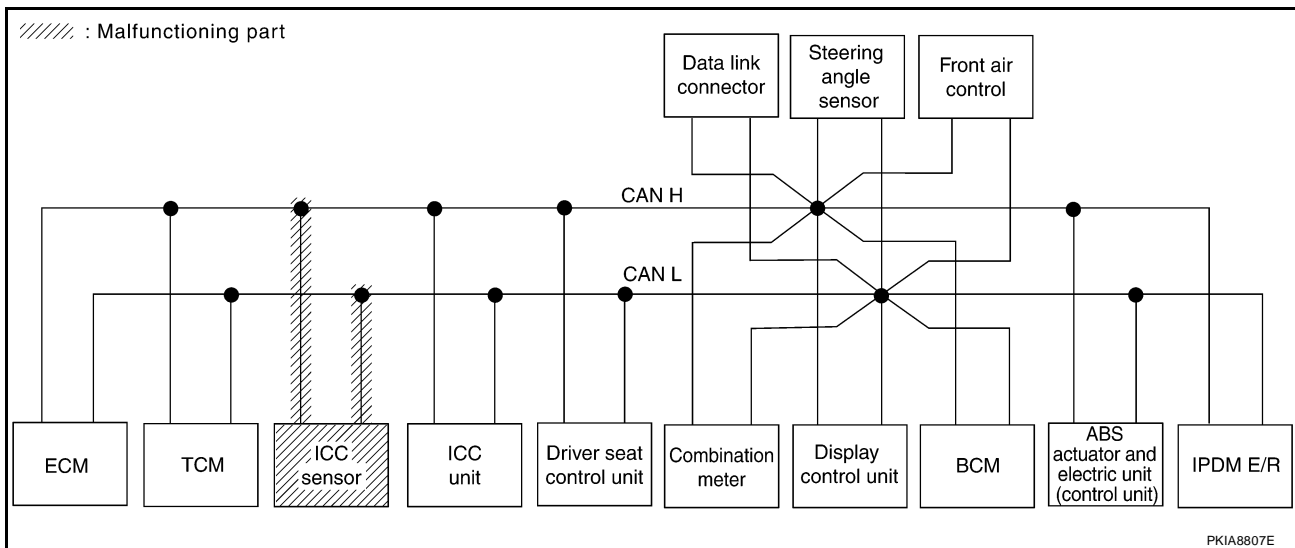 : Malfunctioning part
Data link
connector
Steering
angle
sensor
Front air
control
CAN H
CAN L
ECM
TCM
ICC
sensor
ICC
unit
Driver seat
control unit
Combination
meter
Display
control unit
BCM
ABS
actuator and
electric unit
(control unit)
IPDM E/R
PKIA8807E